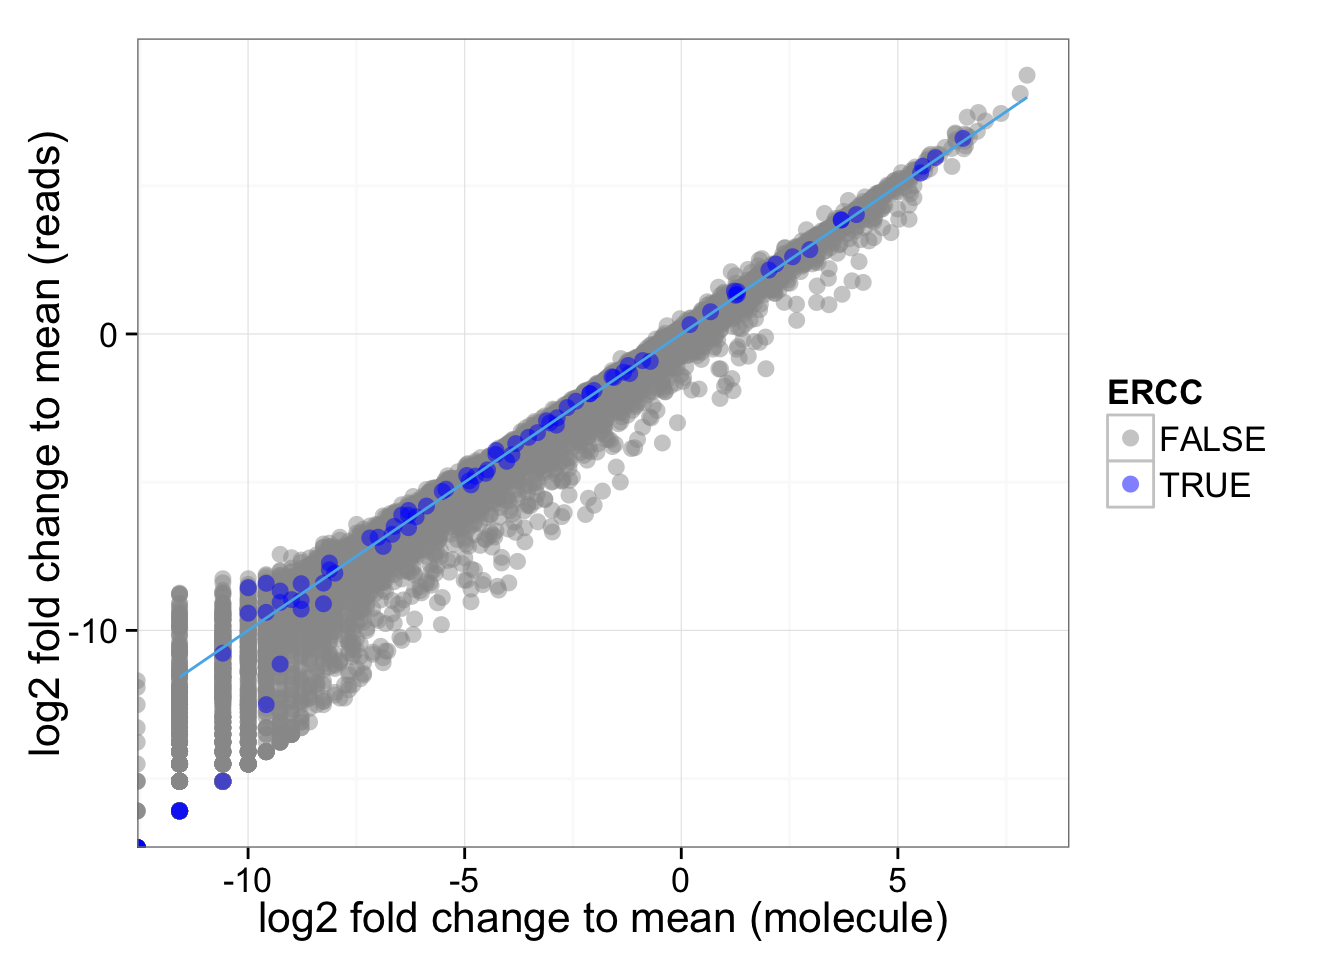 log2 fold change to mean (reads)
0
-10
-10
-5
0
5
log2 fold change to mean (molecule)
ERCC
FALSE
TRUE